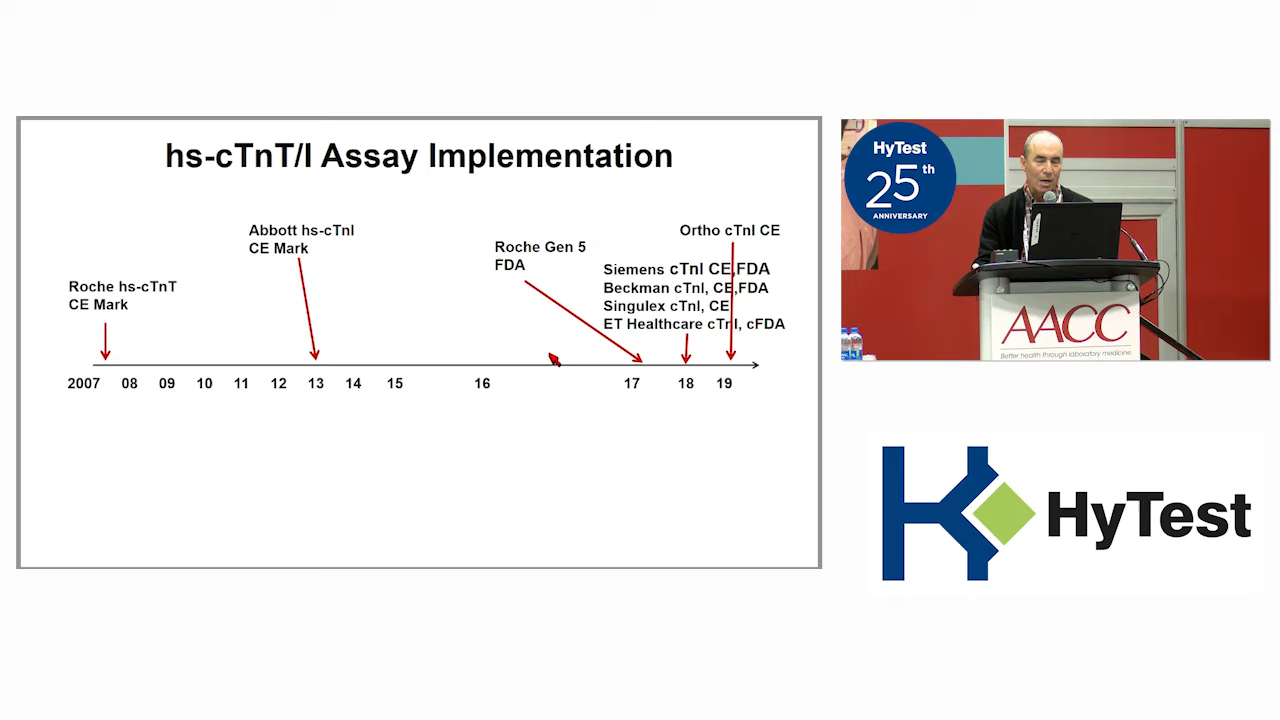 hs-cTnT/I Assay Implementation
Roche hs-cTnT
CE Mark
Abbott hs-cTnI
CE Mark
Roche Gen 5
FDA
Ortho cTnI CE
Siemens cTnI CE,FDA
Beckman cTnI, CE,FDA
Singulex cTnI, CE
ET Healthcare cTnI, cFDA
2007 08 09 10 11 12 13 14 15 16 17 18 19
HyTest
25th
ANNIVERSARY
AACC
Better health through laboratory medicine.
HyTest